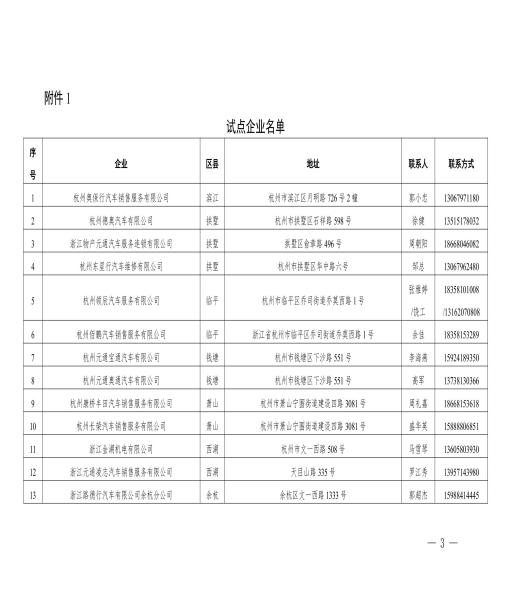 附件 1
试点企业名单
序号 企业 区县 地址 联系人 联系方式
1 杭州奥保行汽车销售服务有限公司 滨江 杭州市滨江区月明路 726 号 2 幢 郭小忠 13067971180
2 杭州德奥汽车有限公司 拱墅 杭州市拱墅区石祥路 598 号 徐健 13515178032
3 浙江物产元通汽车服务连锁有限公司 拱墅 拱墅区俞章路 496 号 周朝阳 18668046082
4 杭州东星行汽车维修有限公司 拱墅 杭州市拱墅区华中路六号 邹总 13067962480
5 杭州领辰汽车服务有限公司 临平 杭州市临平区乔司街道乔莫西路 1 号 张雅婷/饶工 18358101008/13162070808
6 杭州佰鹏汽车销售服务有限公司 临平 浙江省杭州市临平区乔司街道乔莫西路 1 号 余佳 18358153289
7 杭州元通宝通汽车有限公司 钱塘 杭州市钱塘区下沙路 551 号 李海燕 15924189350
8 杭州元通奥通汽车有限公司 钱塘 杭州市钱塘区下沙路 551 号 高军 13738130366
9 杭州康桥丰田汽车销售服务有限公司 萧山 杭州市萧山宁围街道建设四路 3081 号 周礼嘉 18668153618
10 杭州长荣汽车销售服务有限公司 萧山 杭州市萧山宁围街道建设四路 3081 号 盛华英 15888806851
11 浙江金湖机电有限公司 西湖 杭州市文一西路 508 号 马雪琴 13605803930
12 浙江元通凌志汽车销售服务有限公司 西湖 天目山路 335 号 罗江秀 13957143980
13 浙江路德行汽车有限公司余杭分公司 余杭 余杭区文一西路 1333 号 郭超杰 15988414445
— 3 —